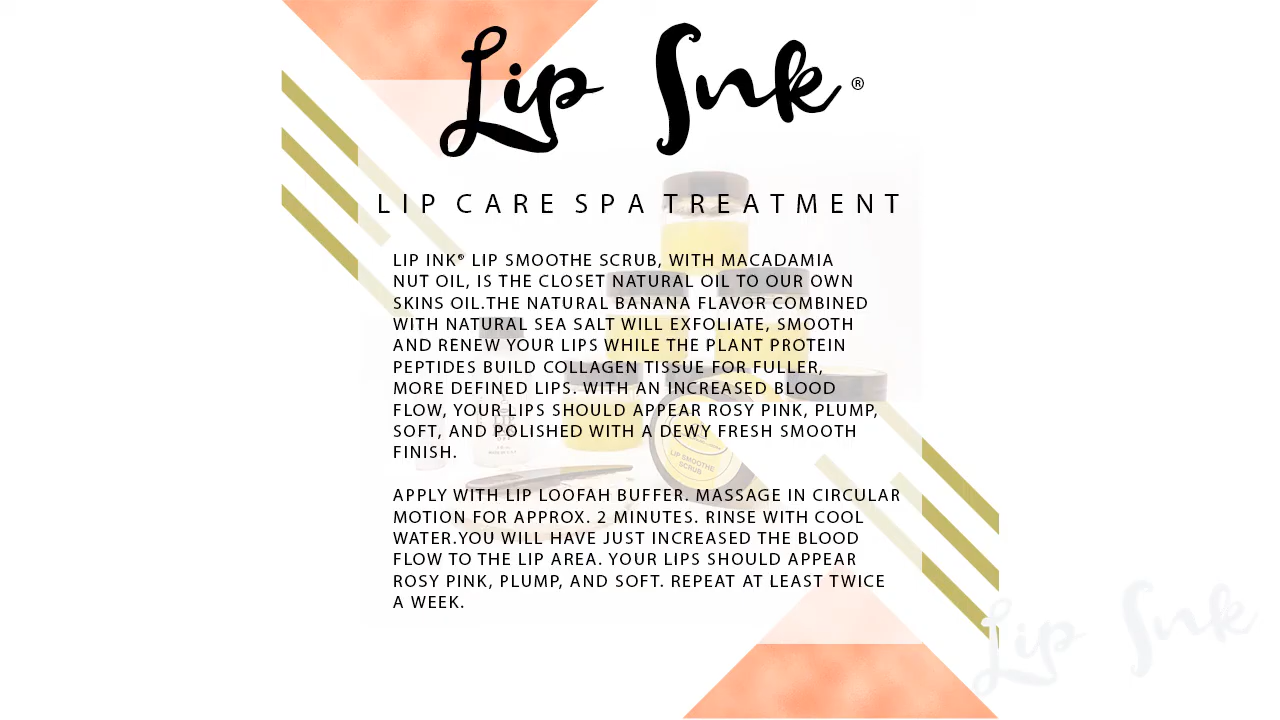 Lip Ink®
LIP CARE SPA TREATMENT
LIP INK® LIP SMOOTHE SCRUB, WITH MACADAMIA
NUT OIL, IS THE CLOSET NATURAL OIL TO OUR OWN
SKINS OIL.THE NATURAL BANANA FLAVOR COMBINED
WITH NATURAL SEA SALT WILL EXFOLIATE, SMOOTH
AND RENEW YOUR LIPS WHILE THE PLANT PROTEIN
PEPTIDES BUILD COLLAGEN TISSUE FOR FULLER,
MORE DEFINED LIPS. WITH AN INCREASED BLOOD
FLOW, YOUR LIPS SHOULD APPEAR ROSY PINK, PLUMP,
SOFT, AND POLISHED WITH A DEWY FRESH SMOOTH
FINISH.
LIP SMOOTHE
SCRUB
APPLY WITH LIP LOOFAH BUFFER. MASSAGE IN CIRCULAR
MOTION FOR APPROX. 2 MINUTES. RINSE WITH COOL
WATER.YOU WILL HAVE JUST INCREASED THE BLOOD
FLOW TO THE LIP AREA. YOUR LIPS SHOULD APPEAR
ROSY PINK, PLUMP, AND SOFT. REPEAT AT LEAST TWICE
A WEEK.
Lip Ink